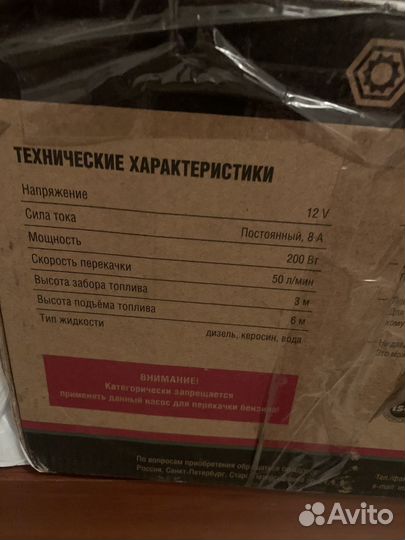 ТЕХНИЧЕСКИЕ ХАРАКТЕРИСТИКИ
Напряжение 12 V
Сила тока Постоянный, 8 А
Мощность 200 Вт
Скорость перекачки 50 л/мин
Высота забора топлива 3 м
Высота подъёма топлива 6 м
Тип жидкости дизель, керосин, вода
ВНИМАНИЕ!
Категорически запрещается
применять данный насос для перекачки бензина!
По вопросам приобретения обращаться по
Россия, Санкт-Петербург,
Avito